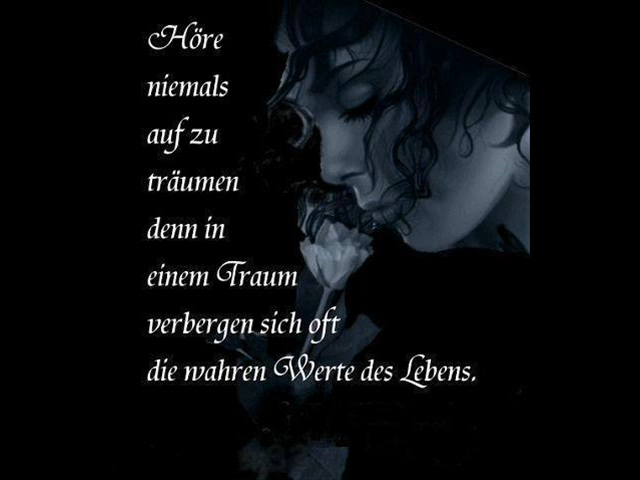 Höre
niemals
auf zu
träumen
denn in
einem Traum
verbergen sich oft
die wahren Werte des Lebens.